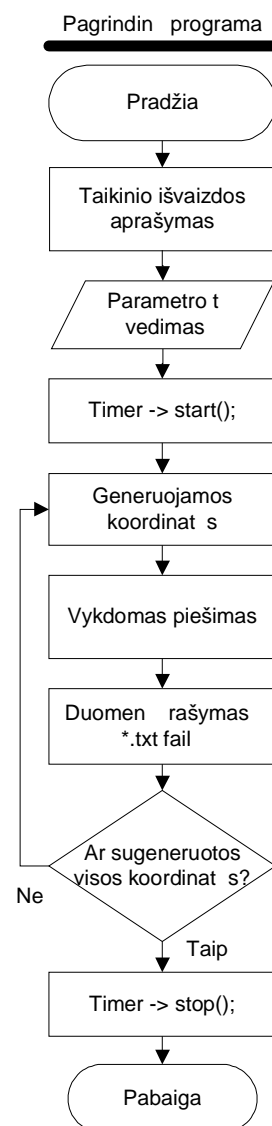 Pagrindin programa
Pradžia
Taikinio išvaizdos
aprašymas
Parametro t
vedimas
Timer -> start();
Generuojamos
koordinat s
Vykdomas piešimas
Duomen rašymas
*.txt fail
Ar sugeneruotos
visos koordinat s?
Ne
Taip
Timer -> stop();
Pabaiga